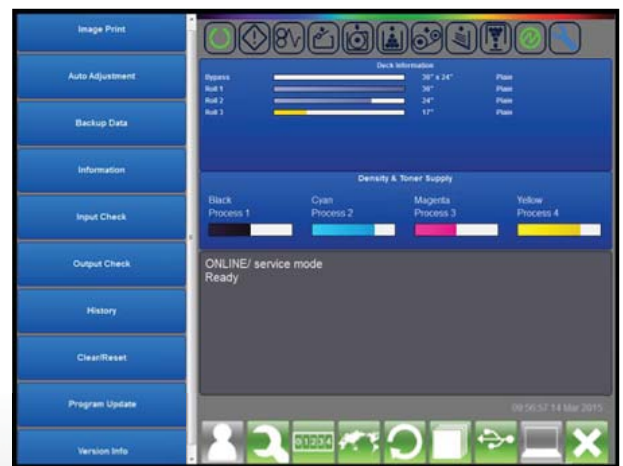 Image Print
Auto Adjustment
Backup Data
Information
Input Check
Output Check
History
Clear/Reset
Program Update
Version Info
Deck Information
Bypass 36" x 24" Plain
Roll 1 36" Plain
Roll 2 24" Plain
Roll 3 17" Plain
Density & Toner Supply
Black Cyan Magenta Yellow
Process 1 Process 2 Process 3 Process 4
ONLINE/ service mode
Ready
09:56:57 14 Mar 2015
01234